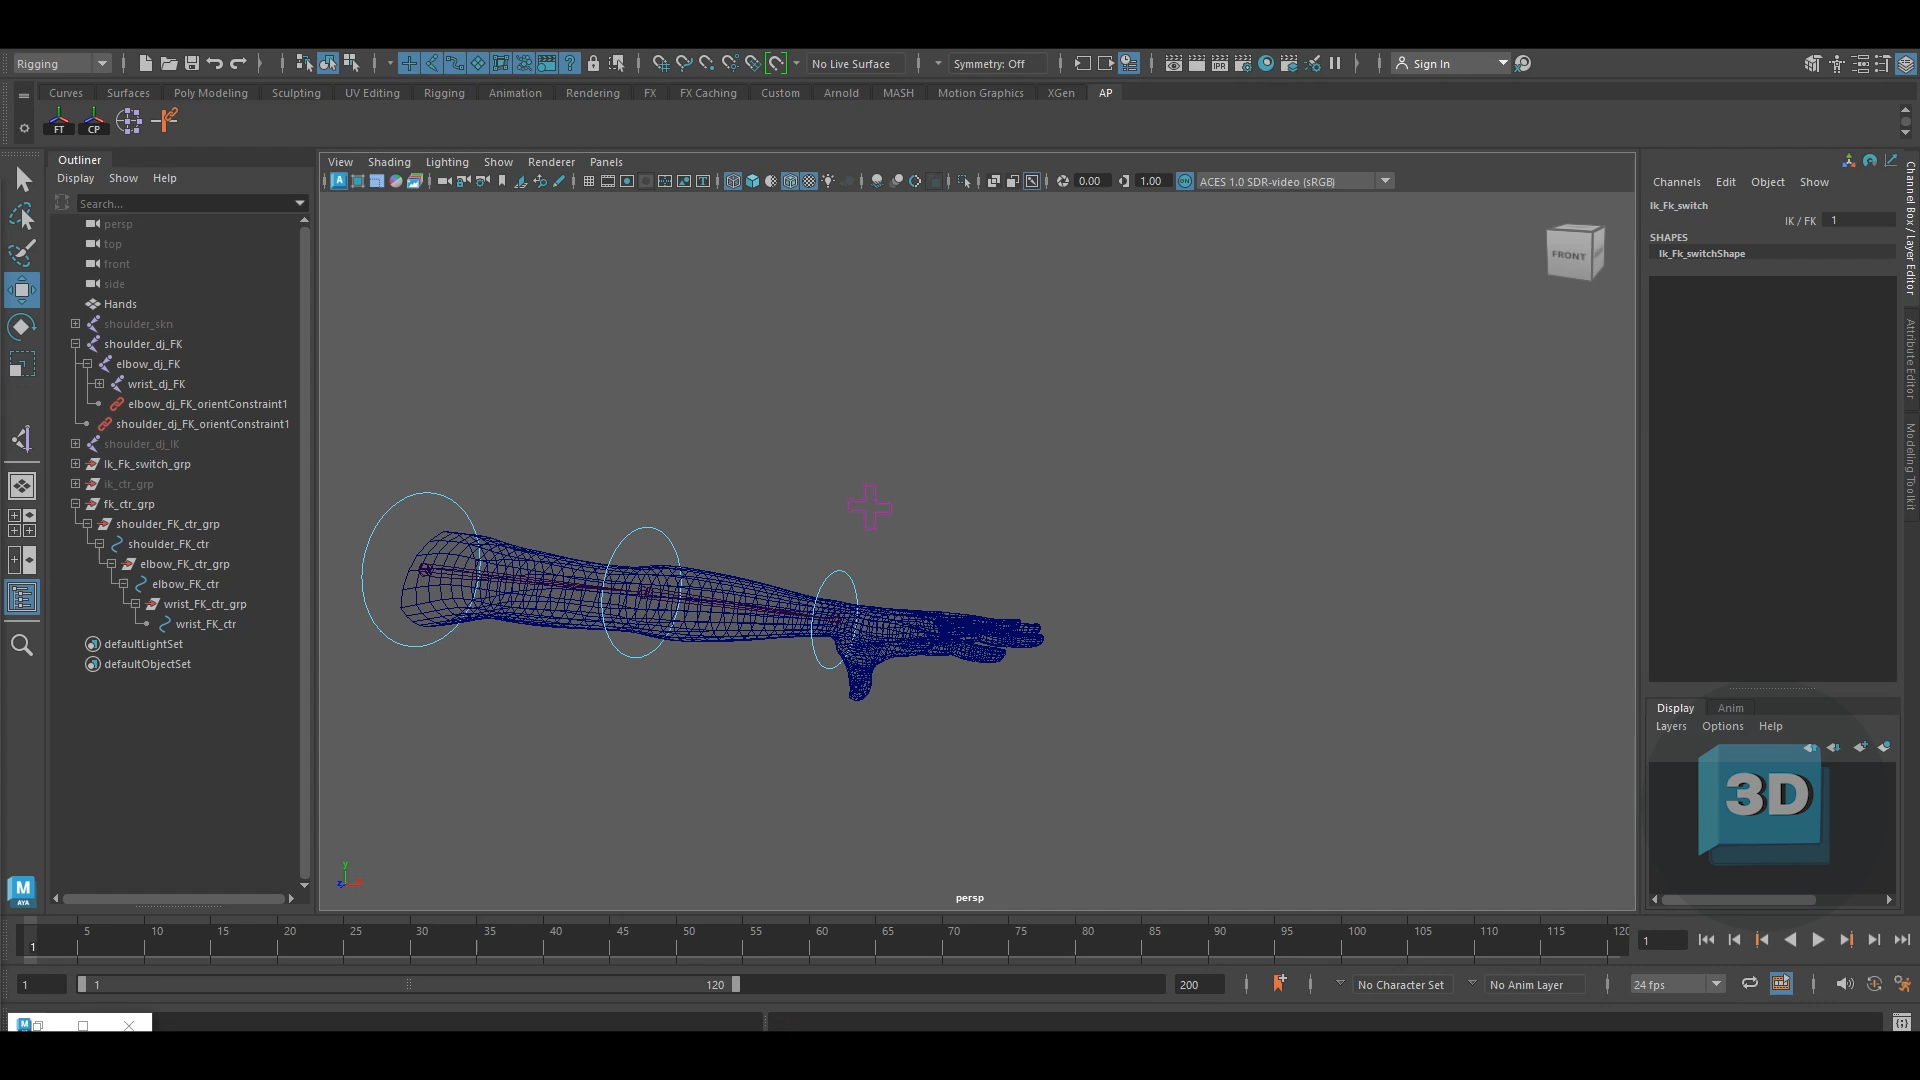 Rigging
No Live Surface
Symmetry: Off
Sign In
Curves Surfaces Poly Modeling Sculpting UV Editing Rigging Animation Rendering FX FX Caching Custom Arnold MASH Motion Graphics XGen AP
FT CP
IPR
Outliner
Display Show Help
Search...
persp
top
front
side
Hands
shoulder_skn
shoulder_dj_FK
elbow_dj_FK
wrist_dj_FK
elbow_dj_FK_orientConstraint1
shoulder_dj_FK_orientConstraint1
shoulder_dj_IK
Ik_Fk_switch_grp
ik_ctr_grp
fk_ctr_grp
shoulder_FK_ctr_grp
shoulder_FK_ctr
elbow_FK_ctr_grp
elbow_FK_ctr
wrist_FK_ctr_grp
wrist_FK_ctr
defaultLightSet
defaultObjectSet
M
AYA
View Shading Lighting Show Renderer Panels
0.00 1.00 ON ACES 1.0 SDR-video (sRGB)
FRONT
y
z x
persp
Channels Edit Object Show
Ik_Fk_switch
IK / FK 1
SHAPES
Ik_Fk_switchShape
Channel Box / Layer Editor
Attribute Editor
Modeling Toolkit
Display Anim
Layers Options Help
3D
1 5 10 15 20 25 30 35 40 45 50 55 60 65 70 75 80 85 90 95 100 105 110 115 120
1
1 1 120 200
No Character Set
No Anim Layer
24 fps
M